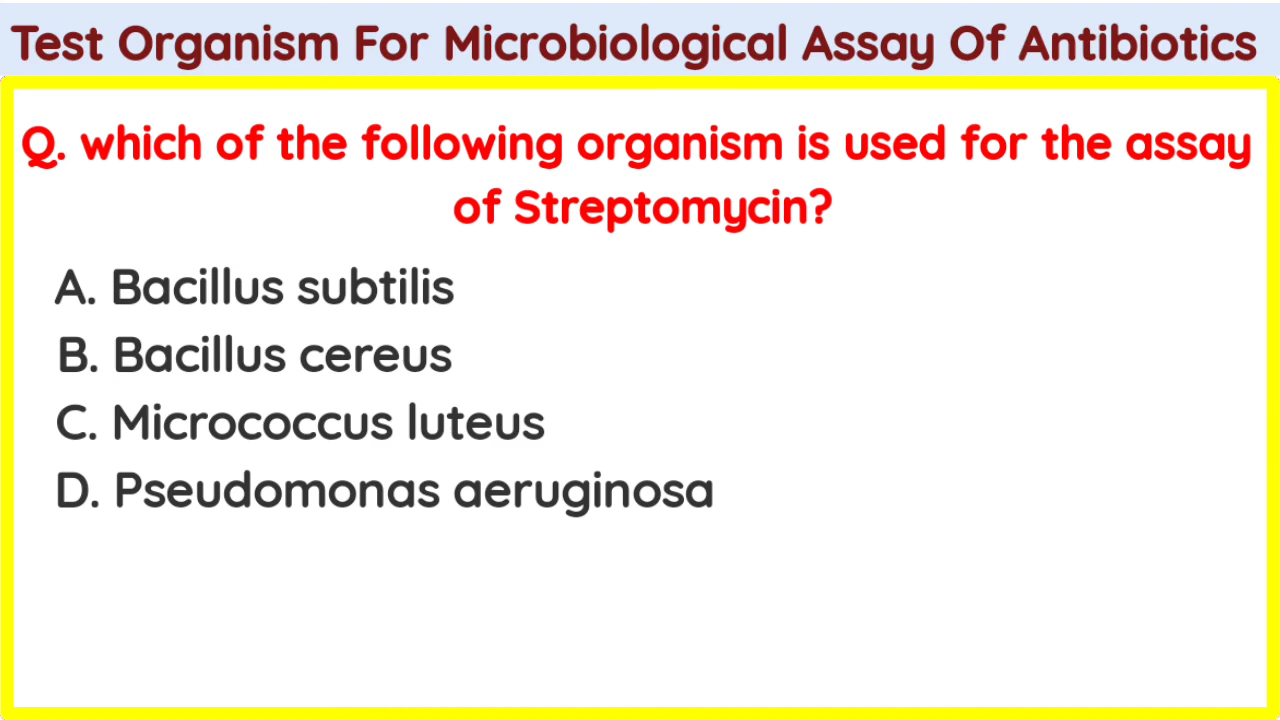 Test Organism For Microbiological Assay Of Antibiotics
Q. which of the following organism is used for the assay
of Streptomycin?
A. Bacillus subtilis
B. Bacillus cereus
C. Micrococcus luteus
D. Pseudomonas aeruginosa